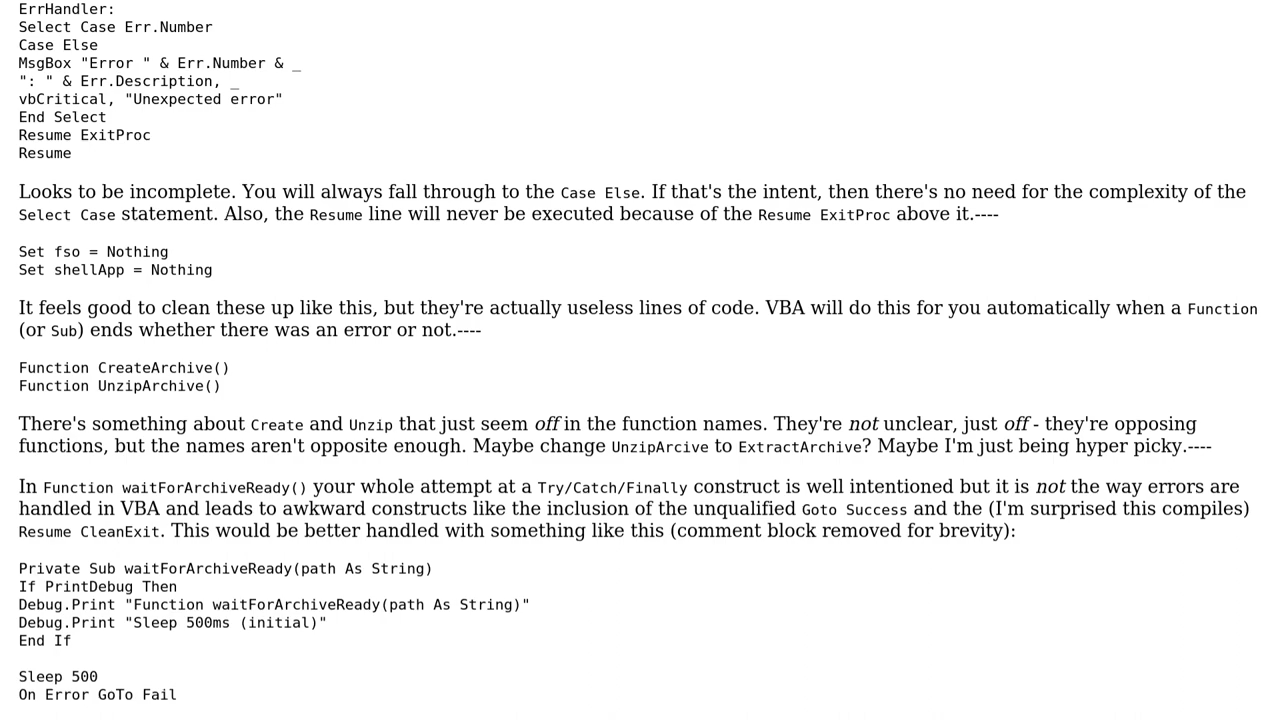 ErrHandler:
Select Case Err.Number
Case Else
MsgBox "Error " & Err.Number & _
": " & Err.Description, _
vbCritical, "Unexpected error"
End Select
Resume ExitProc
Resume
Looks to be incomplete. You will always fall through to the Case Else. If that's the intent, then there's no need for the complexity of the
Select Case statement. Also, the Resume line will never be executed because of the Resume ExitProc above it.----
Set fso = Nothing
Set shellApp = Nothing
It feels good to clean these up like this, but they're actually useless lines of code. VBA will do this for you automatically when a Function
(or Sub) ends whether there was an error or not.----
Function CreateArchive()
Function UnzipArchive()
There's something about Create and Unzip that just seem off in the function names. They're not unclear, just off - they're opposing
functions, but the names aren't opposite enough. Maybe change UnzipArcive to ExtractArchive? Maybe I'm just being hyper picky.----
In Function waitForArchiveReady() your whole attempt at a Try/Catch/Finally construct is well intentioned but it is not the way errors are
handled in VBA and leads to awkward constructs like the inclusion of the unqualified Goto Success and the (I'm surprised this compiles)
Resume CleanExit. This would be better handled with something like this (comment block removed for brevity):
Private Sub waitForArchiveReady(path As String)
If PrintDebug Then
Debug.Print "Function waitForArchiveReady(path As String)"
Debug.Print "Sleep 500ms (initial)"
End If
Sleep 500
On Error GoTo Fail